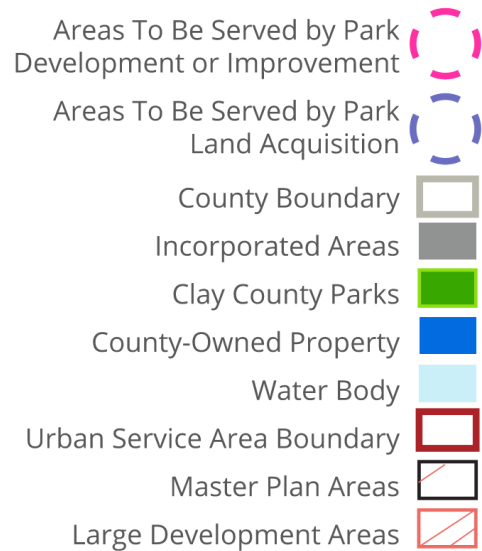 Areas To Be Served by Park
Development or Improvement
Areas To Be Served by Park
Land Acquisition
County Boundary
Incorporated Areas
Clay County Parks
County-Owned Property
Water Body
Urban Service Area Boundary
Master Plan Areas
Large Development Areas